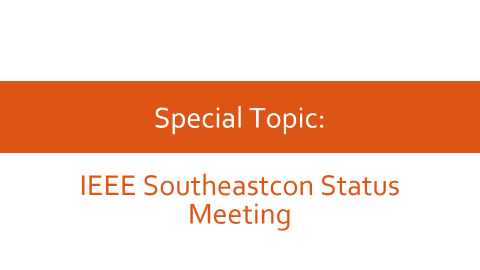 Special Topic:
IEEE Southeastcon Status
Meeting